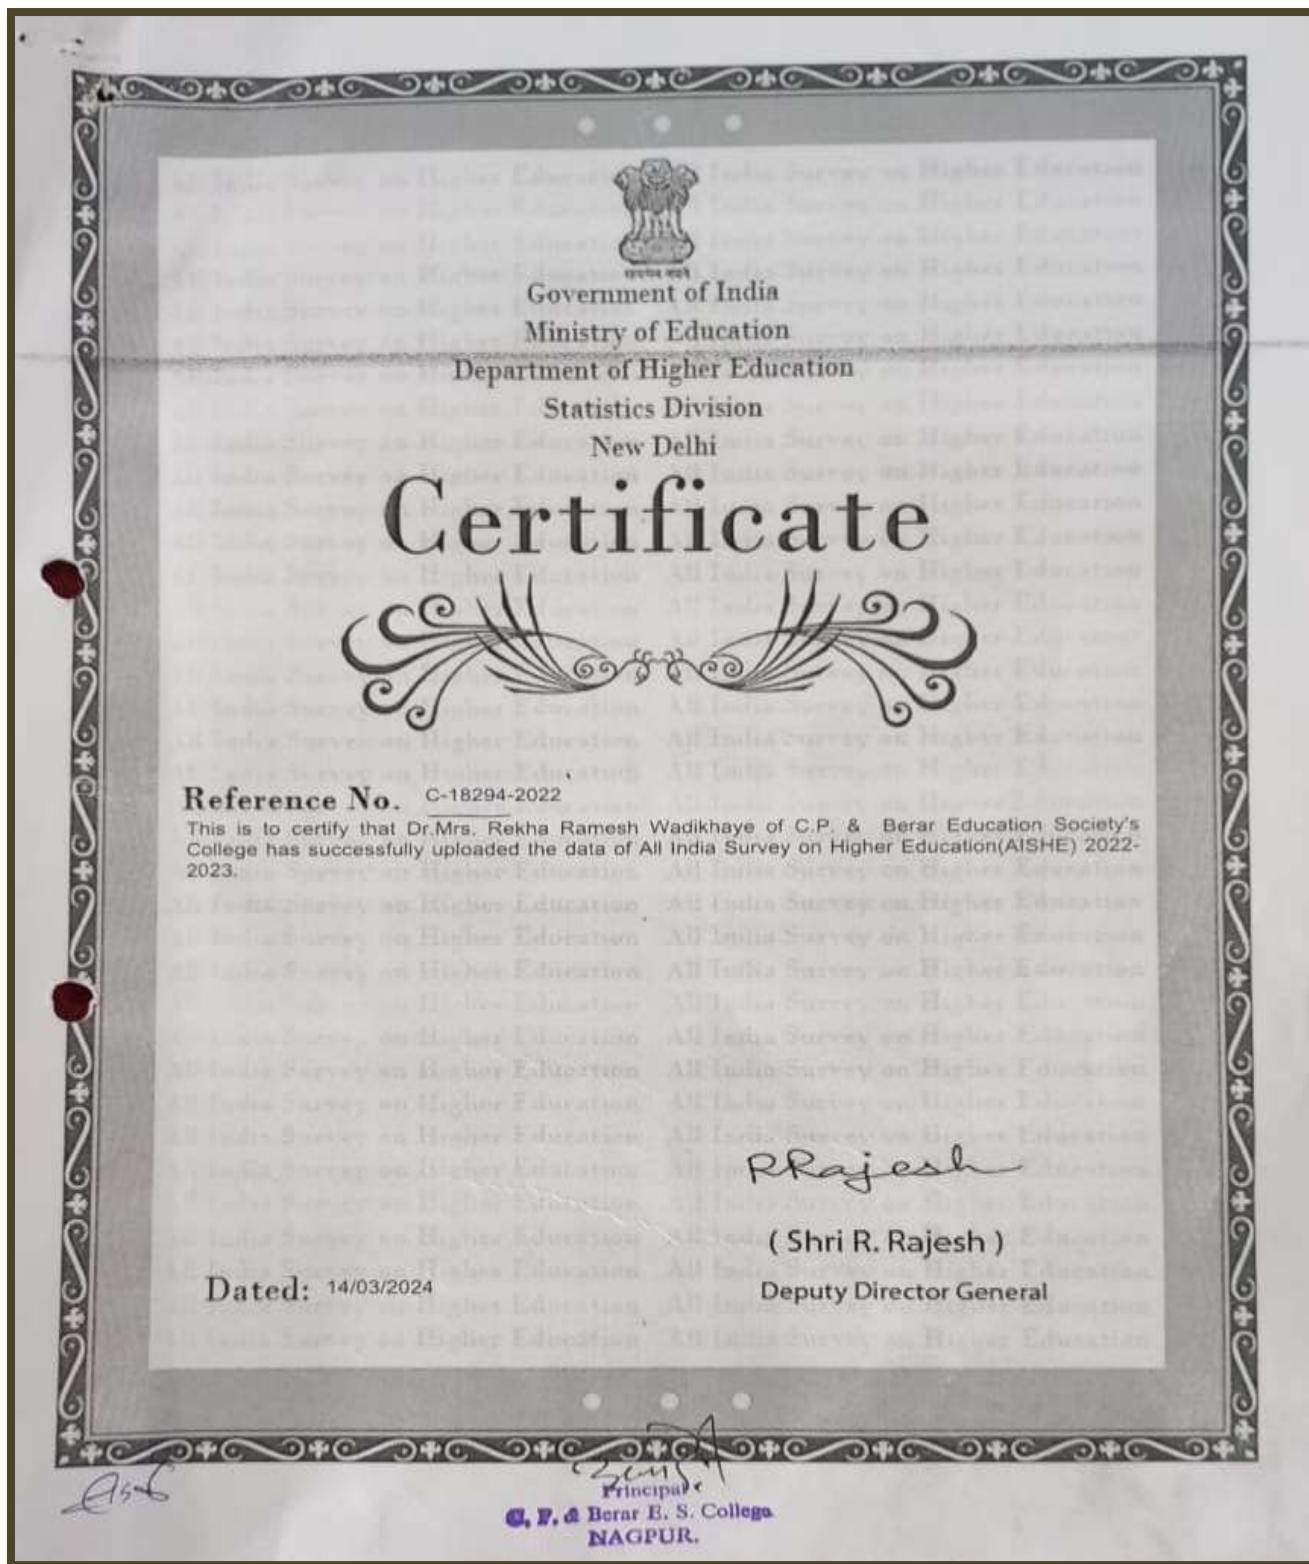 सत्यमेव जयते
Government of India
Ministry of Education
Department of Higher Education
Statistics Division
New Delhi
Certificate
Reference No. C-18294-2022
This is to certify that Dr.Mrs. Rekha Ramesh Wadikhaye of C.P. & Berar Education Society's
College has successfully uploaded the data of All India Survey on Higher Education(AISHE) 2022-
2023.
RRajesh
( Shri R. Rajesh )
Dated: 14/03/2024
Deputy Director General
Principal
C. P. & Berar E. S. College
NAGPUR.